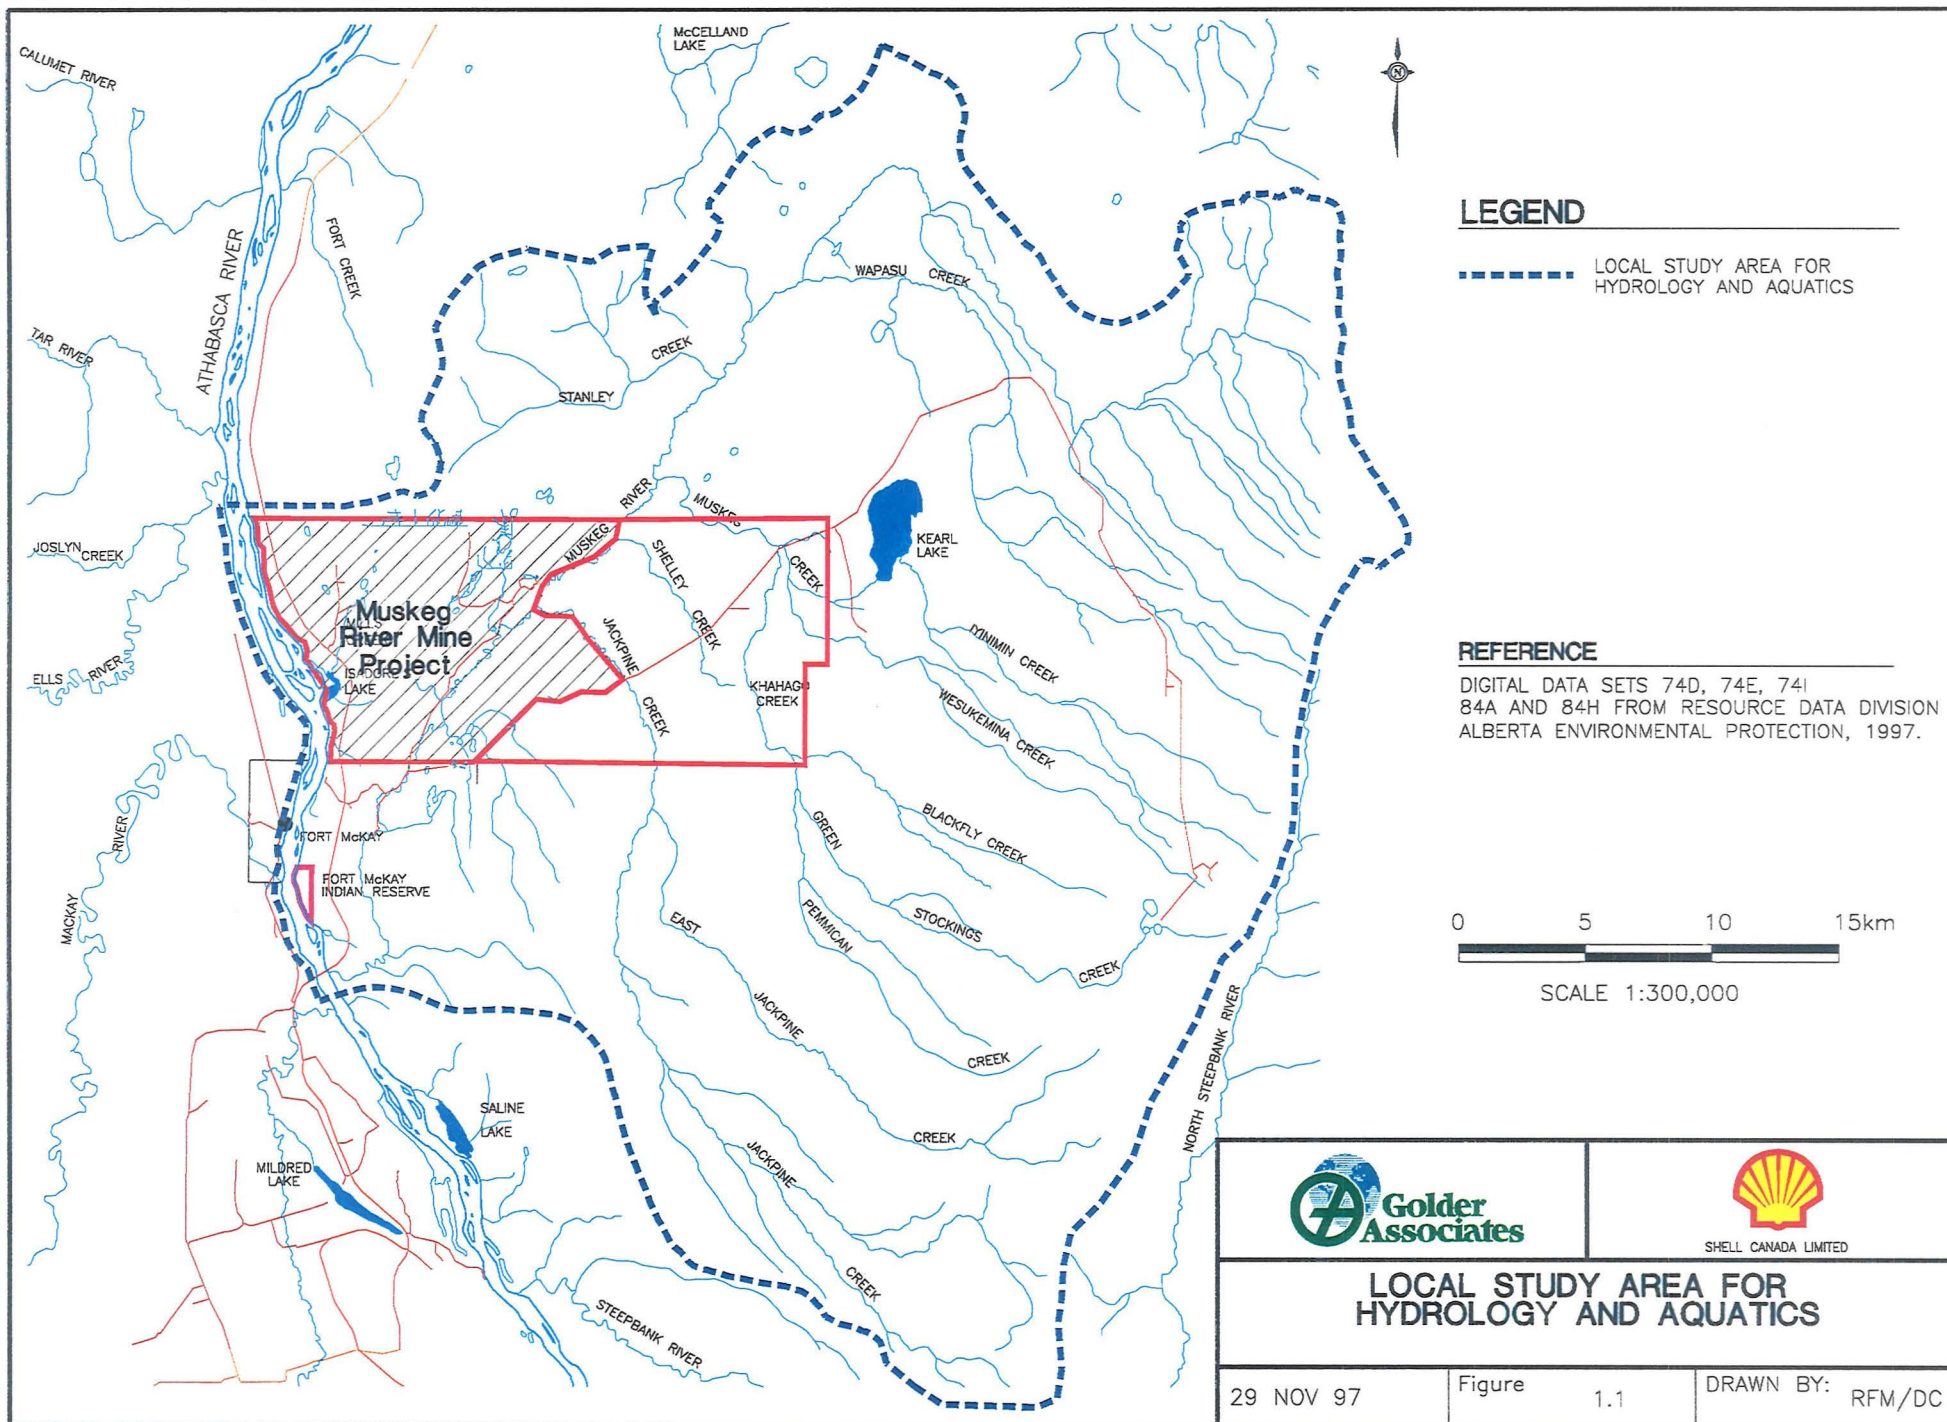 McCELLAND
LAKE
CALUMET RIVER
N
FORT CREEK
ATHABASCA RIVER
TAR RIVER
WAPASU CREEK
CREEK
STANLEY
RIVER
MUSKEG
MUSKEG
SHELLEY
CREEK
CREEK
KEARL
LAKE
JOSLYN CREEK
Muskeg
River Mine
Project
LAKE
JACKPINE
CREEK
KHAHAGO
CREEK
IYINIMIN CREEK
WESUKEMINA CREEK
ELLS RIVER
MACKAY RIVER
FORT McKAY
FORT McKAY
INDIAN RESERVE
GREEN
BLACKFLY CREEK
PEMMICAN
STOCKINGS
CREEK
EAST
JACKPINE
CREEK
CREEK
JACKPINE
CREEK
NORTH STEEPBANK RIVER
SALINE
LAKE
MILDRED
LAKE
STEEPBANK RIVER
LEGEND
LOCAL STUDY AREA FOR
HYDROLOGY AND AQUATICS
REFERENCE
DIGITAL DATA SETS 74D, 74E, 74I
84A AND 84H FROM RESOURCE DATA DIVISION
ALBERTA ENVIRONMENTAL PROTECTION, 1997.
0 5 10 15km
SCALE 1:300,000
Golder
Associates
SHELL CANADA LIMITED
LOCAL STUDY AREA FOR
HYDROLOGY AND AQUATICS
29 NOV 97
Figure 1.1
DRAWN BY: RFM/DC